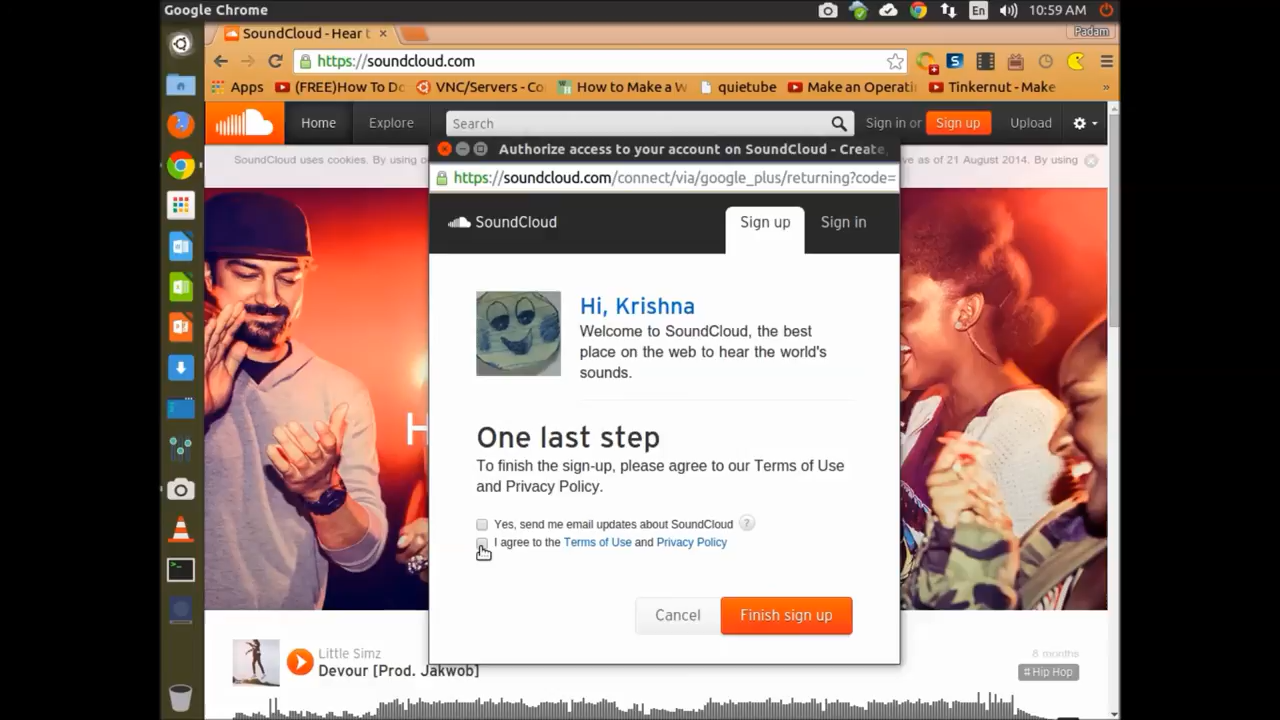 Google Chrome
En
10:59 AM
SoundCloud - Hear t
Padam
https://soundcloud.com
Apps
(FREE)How To Do
VNC/Servers - Co
How to Make a W
quietube
Make an Operati
Tinkernut - Make
Home
Explore
Search
Sign in or
Sign up
Upload
SoundCloud uses cookies. By using
ve as of 21 August 2014. By using
Authorize access to your account on SoundCloud - Create
https://soundcloud.com/connect/via/google_plus/returning?code=
SoundCloud
Sign up
Sign in
Hi, Krishna
Welcome to SoundCloud, the best
place on the web to hear the world's
sounds.
H
One last step
To finish the sign-up, please agree to our Terms of Use
and Privacy Policy.
Yes, send me email updates about SoundCloud ?
I agree to the Terms of Use and Privacy Policy
Cancel
Finish sign up
Little Simz
Devour [Prod. Jakwob]
8 months
# Hip Hop